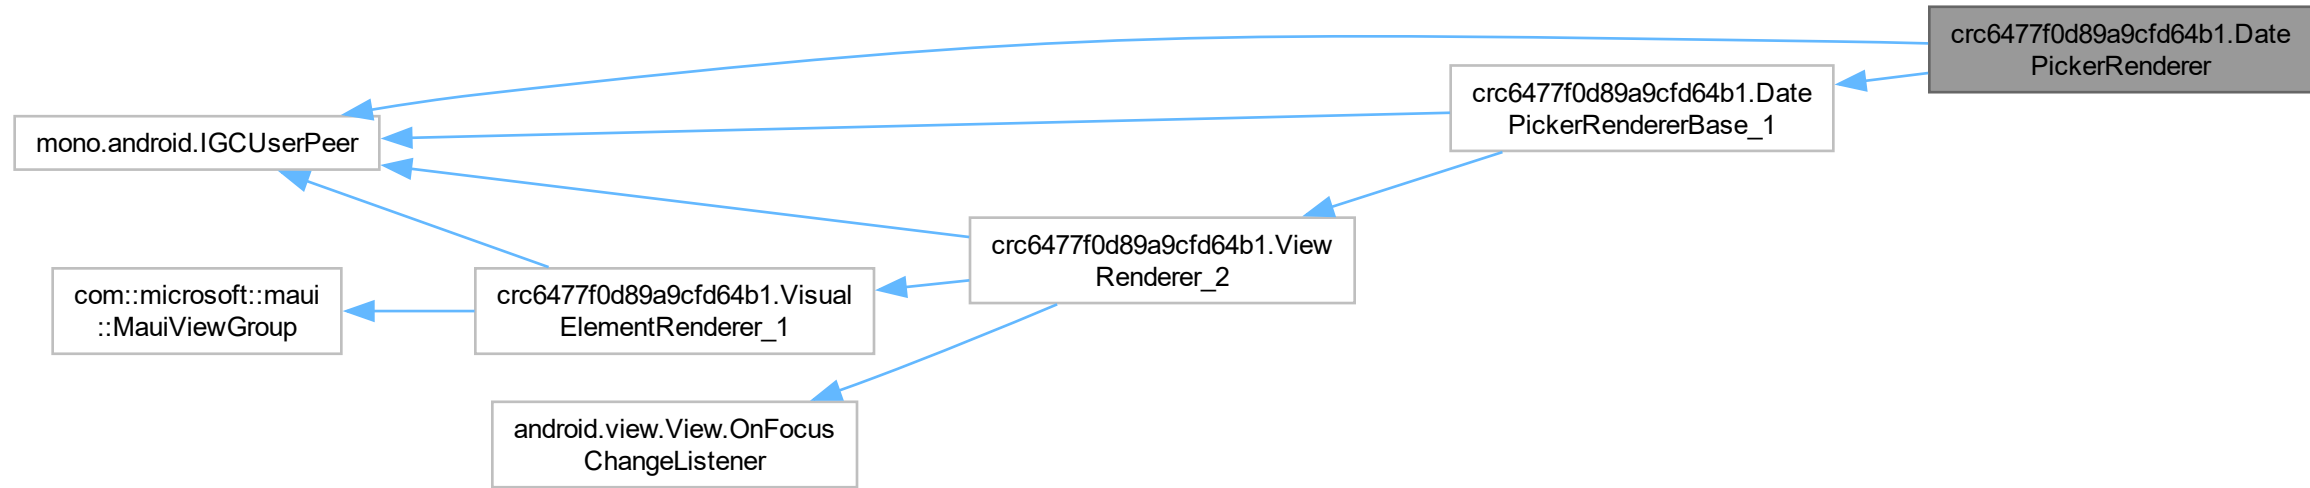 crc6477f0d89a9cfd64b1.Date
PickerRenderer
crc6477f0d89a9cfd64b1.Date
PickerRendererBase_1
mono.android.IGCUserPeer
crc6477f0d89a9cfd64b1.View
Renderer_2
com::microsoft::maui
::MauiViewGroup
crc6477f0d89a9cfd64b1.Visual
ElementRenderer_1
android.view.View.OnFocus
ChangeListener